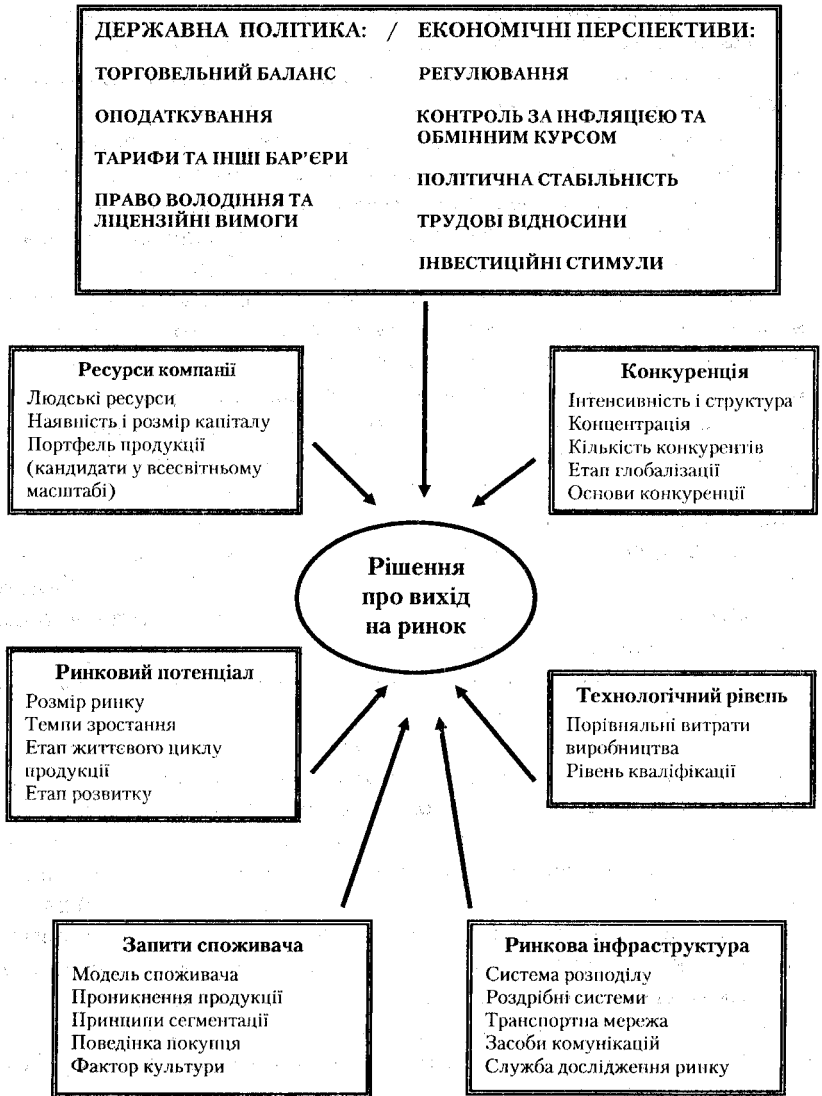 ДЕРЖАВНА ПОЛІТИКА: / ЕКОНОМІЧНІ ПЕРСПЕКТИВИ:
ТОРГОВЕЛЬНИЙ БАЛАНС
ОПОДАТКУВАННЯ
ТАРИФИ ТА ІНШІ БАР’ЄРИ
ПРАВО ВОЛОДІННЯ ТА
ЛІЦЕНЗІЙНІ ВИМОГИ
РЕГУЛЮВАННЯ
КОНТРОЛЬ ЗА ІНФЛЯЦІЄЮ ТА
ОБМІННИМ КУРСОМ
ПОЛІТИЧНА СТАБІЛЬНІСТЬ
ТРУДОВІ ВІДНОСИНИ
ІНВЕСТИЦІЙНІ СТИМУЛИ
Ресурси компанії
Людські ресурси
Наявність і розмір капіталу
Портфель продукції
(кандидати у всесвітньому
масштабі)
Конкуренція
Інтенсивність і структура
Концентрація
Кількість конкурентів
Етап глобалізації
Основи конкуренції
Рішення
про вихід
на ринок
Ринковий потенціал
Розмір ринку
Темпи зростання
Етап життєвого циклу
продукції
Етап розвитку
Технологічний рівень
Порівняльні витрати
виробництва
Рівень кваліфікації
Запити споживача
Модель споживача
Проникнення продукції
Принципи сегментації
Поведінка покупця
Фактор культури
Ринкова інфраструктура
Система розподілу
Роздрібні системи
Транспортна мережа
Засоби комунікацій
Служба дослідження ринку